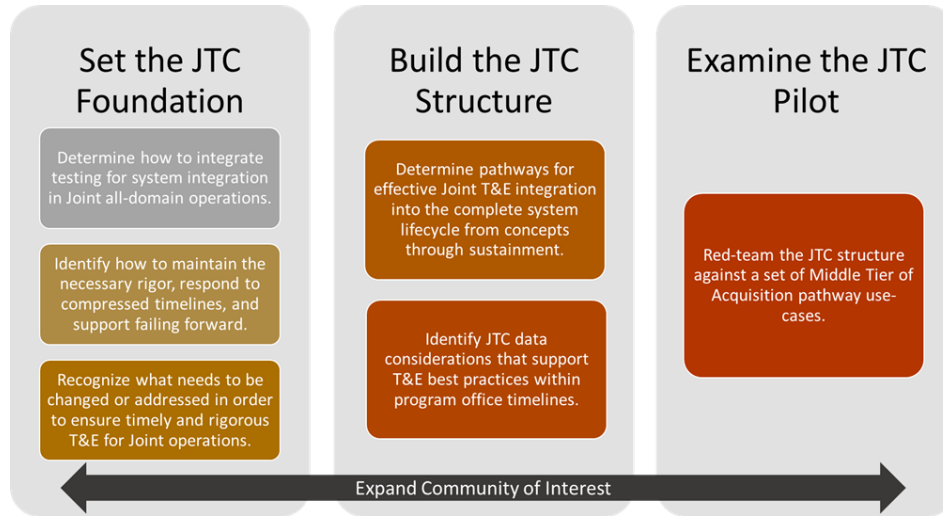 Set the JTC
Foundation
Determine how to integrate
testing for system integration
in Joint all-domain operations.
Identify how to maintain the
necessary rigor, respond to
compressed timelines, and
support failing forward.
Recognize what needs to be
changed or addressed in order
to ensure timely and rigorous
T&E for Joint operations.
Build the JTC
Structure
Determine pathways for
effective Joint T&E integration
into the complete system
lifecycle from concepts
through sustainment.
Identify JTC data
considerations that support
T&E best practices within
program office timelines.
Examine the JTC
Pilot
Red-team the JTC structure
against a set of Middle Tier of
Acquisition pathway use-
cases.
Expand Community of Interest